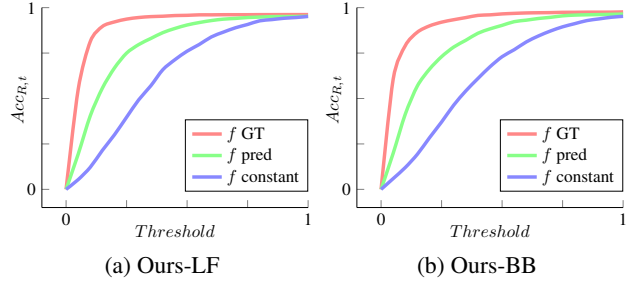 1
Acc_{R,t}
0
f GT
f pred
f constant
0
1
Threshold
(a) Ours-LF
1
Acc_{R,t}
0
f GT
f pred
f constant
0
1
Threshold
(b) Ours-BB